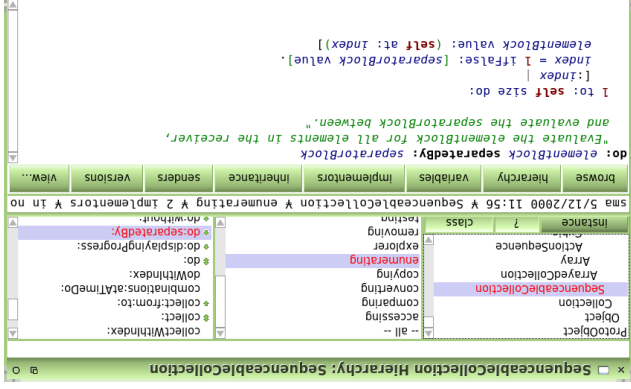 SequenceableCollection Hierarchy: SequenceableCollection
ProtoObject
Object
Collection
SequenceableCollection
ArrayedCollection
Array
ActionSequence
Cubic
instance
?
class
-- all --
accessing
comparing
converting
copying
enumerating
explorer
removing
testing
collectWithIndex:
collect:
collect:from:to:
combinations:atATimeDo:
doWithIndex:
do:
do:displayingProgress:
do:separatedBy:
do:without:
sma 5/12/2000 11:56 ¥ SequenceableCollection ¥ enumerating ¥ 2 implementors ¥ in no
browse
hierarchy
variables
implementors
inheritance
senders
versions
view...
do: elementBlock separatedBy: separatorBlock
"Evaluate the elementBlock for all elements in the receiver,
and evaluate the separatorBlock between."
1 to: self size do:
[:index |
index = 1 ifFalse: [separatorBlock value].
elementBlock value: (self at: index)]